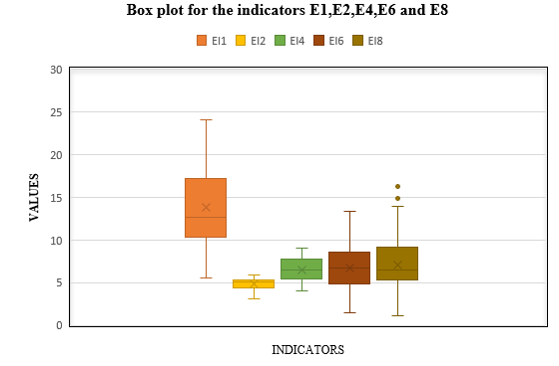 Box plot for the indicators E1,E2,E4,E6 and E8
EI1 EI2 EI4 EI6 EI8
30
25
20
15
10
5
0
VALUES
INDICATORS